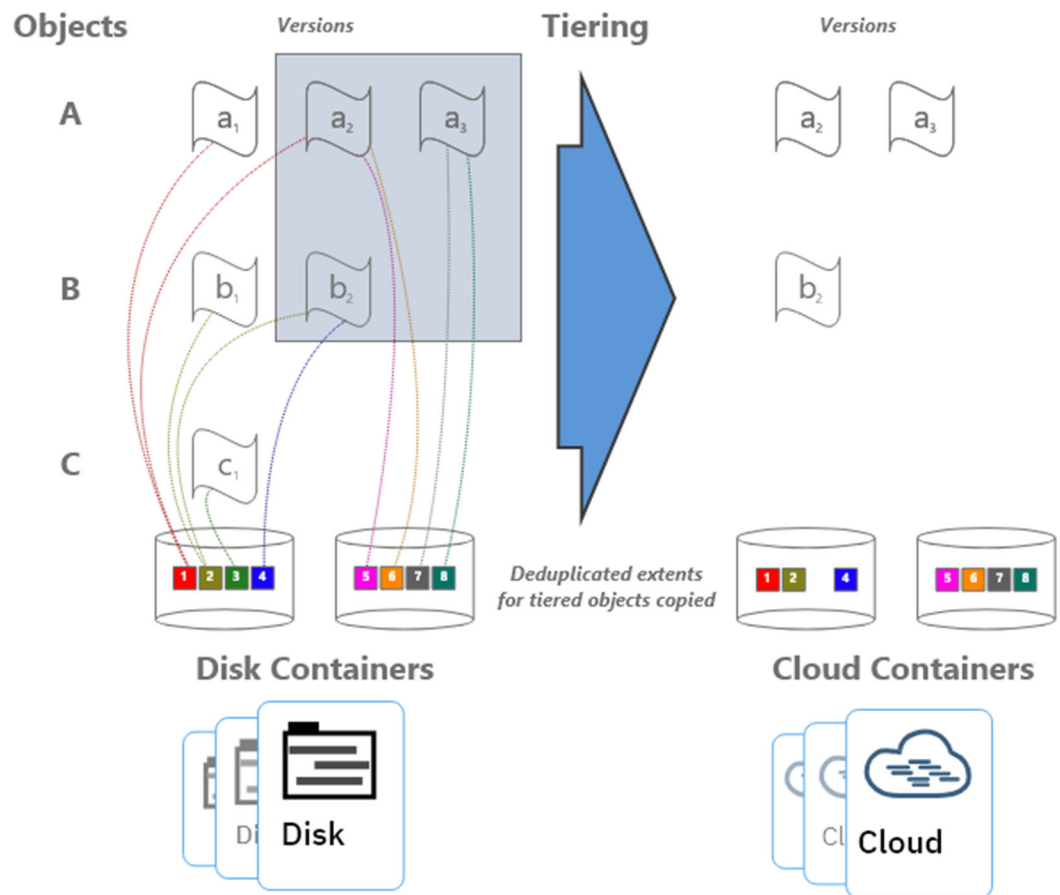 Objects Versions Tiering Versions
A a₁ a₂ a₃ a₂ a₃
B b₁ b₂ b₂
C c₁
1 2 3 4 5 6 7 8 1 2 4 5 6 7 8
Deduplicated extents
for tiered objects copied
Disk Containers Cloud Containers
Di Disk Cl Cloud